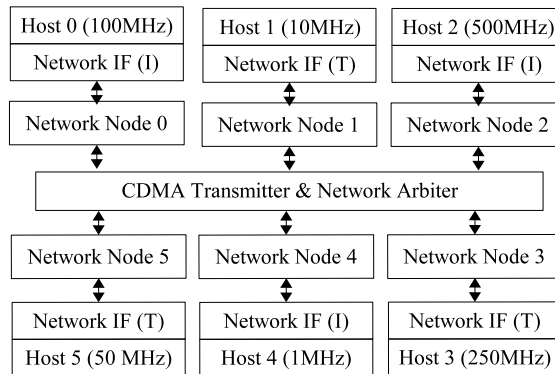 Host 0 (100MHz)
Host 1 (10MHz)
Host 2 (500MHz)
Network IF (I)
Network IF (T)
Network IF (I)
Network Node 0
Network Node 1
Network Node 2
CDMA Transmitter & Network Arbiter
Network Node 5
Network Node 4
Network Node 3
Network IF (T)
Network IF (I)
Network IF (T)
Host 5 (50 MHz)
Host 4 (1MHz)
Host 3 (250MHz)